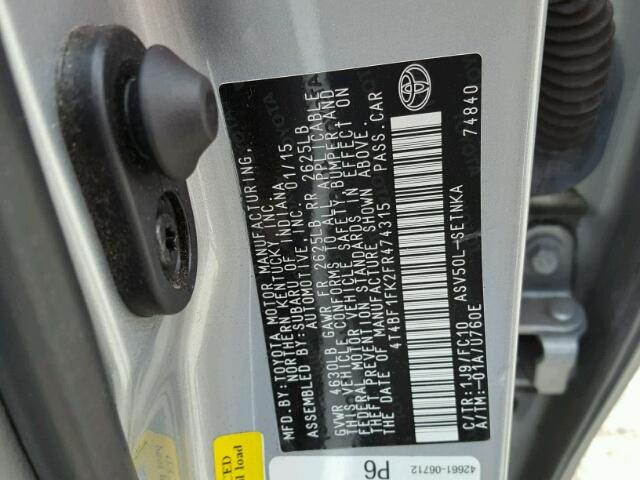 MFD.BY: TOYOTA MOTOR MANUFACTURING,
NORTHERN KENTUCKY, INC.
ASSEMBLED BY:SUBARU OF INDIANA
AUTOMOTIVE, INC. 01/15
GVWR 4630LB GAWR FR 2625LB RR 2625LB
THIS VEHICLE CONFORMS TO ALL APPLICABLE
FEDERAL MOTOR VEHICLE SAFETY, BUMPER, AND
THEFT PREVENTION STANDARDS IN EFFECT ON
THE DATE OF MANUFACTURE SHOWN ABOVE.
4T4BF1FK2FR474315 PASS.CAR
C/TR:1J9/FC10 ASV50L-SETNKA
A/TM:-01A/U760E 74840
TOYOTA
42661-06712
P6
load